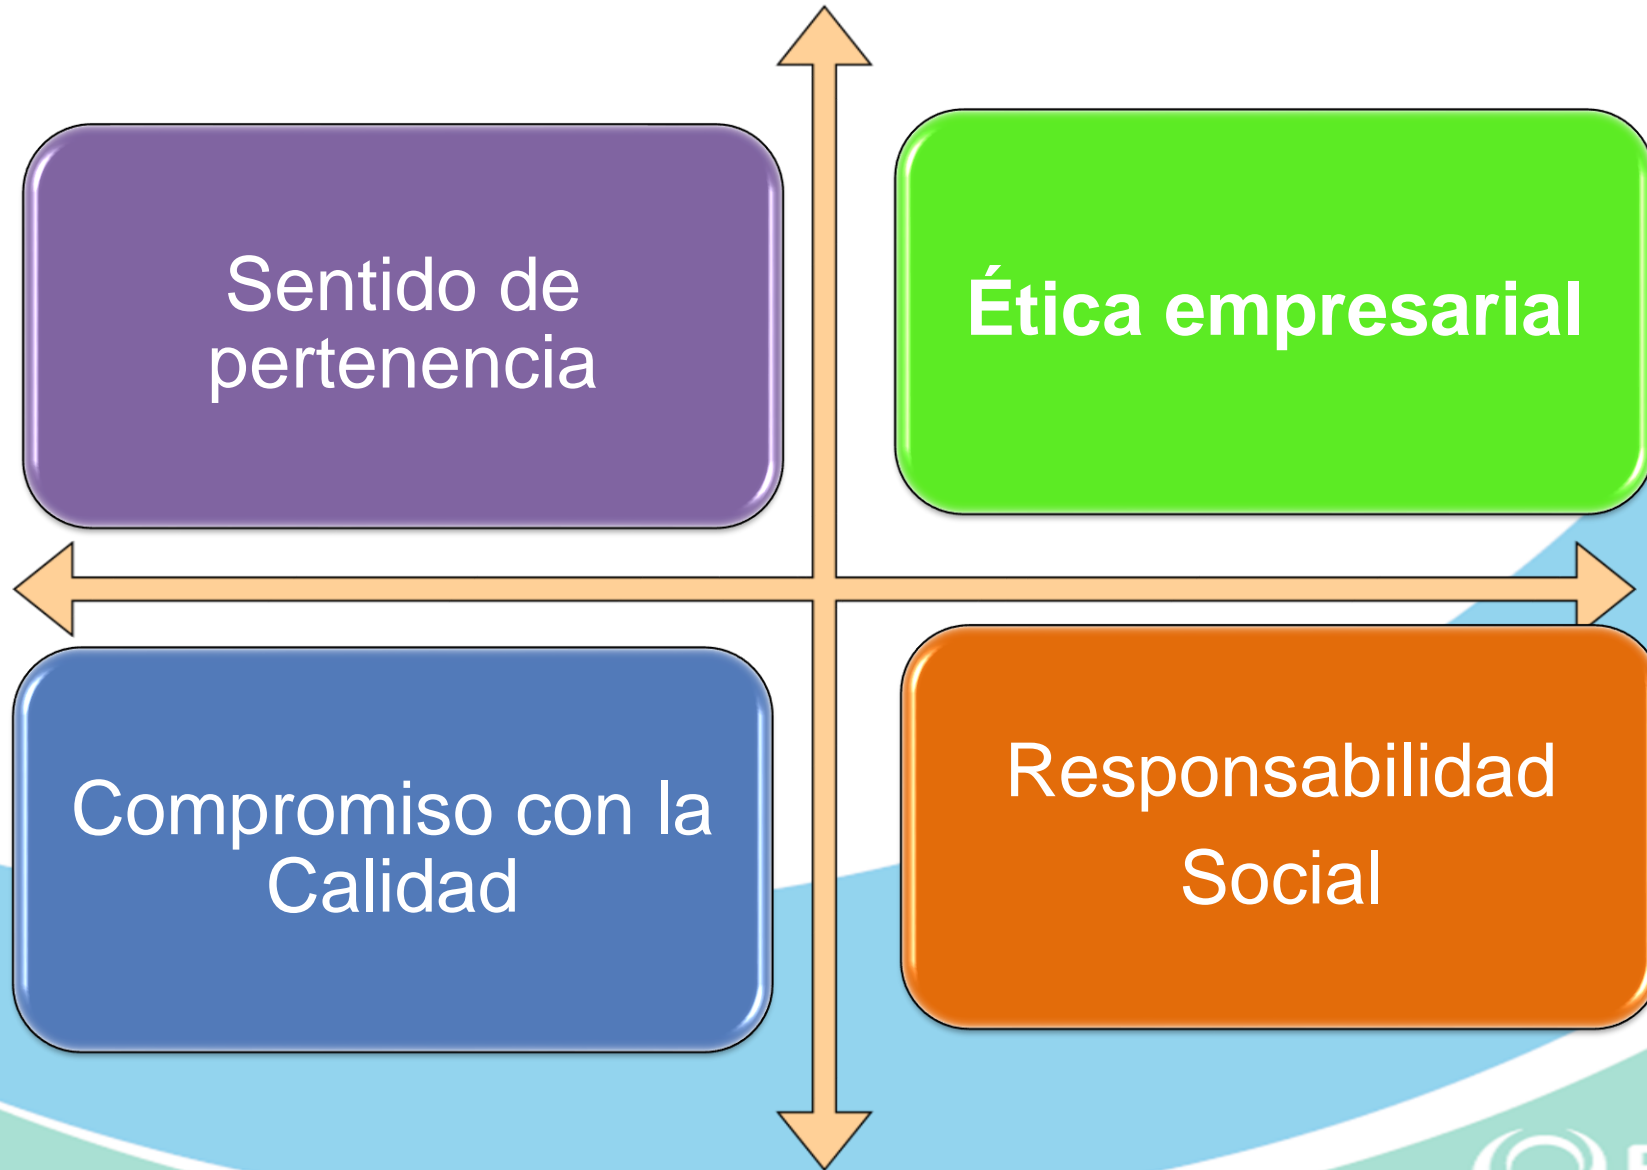 Sentido de
pertenencia
Ética empresarial
Compromiso con la
Calidad
Responsabilidad
Social